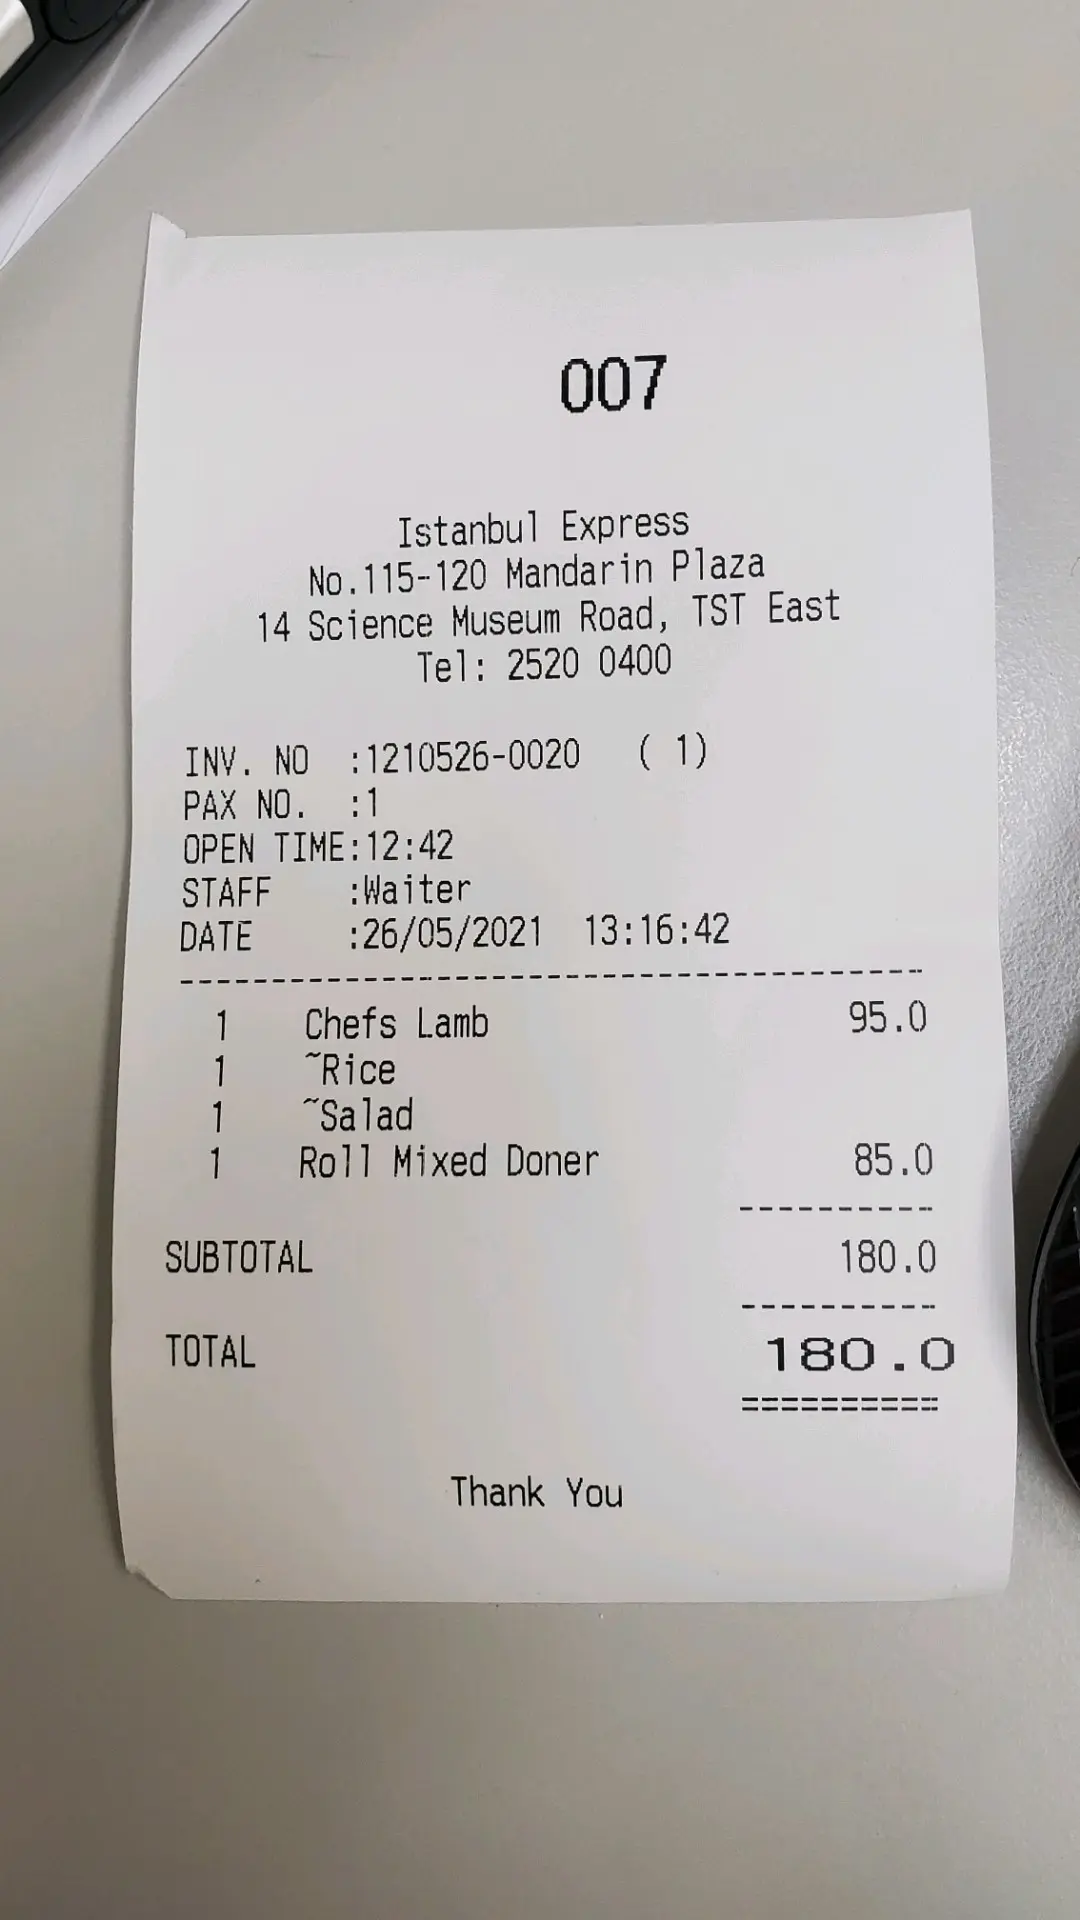 007
Istanbul Express
No.115-120 Mandarin Plaza
14 Science Museum Road, TST East
Tel: 2520 0400
INV. NO :1210526-0020 ( 1)
PAX NO. :1
OPEN TIME:12:42
STAFF :Waiter
DATE :26/05/2021 13:16:42
----------------------------------------
1 Chefs Lamb 95.0
1 ~Rice
1 ~Salad
1 Roll Mixed Doner 85.0
----------
SUBTOTAL 180.0
----------
TOTAL 180.0
==========
Thank You